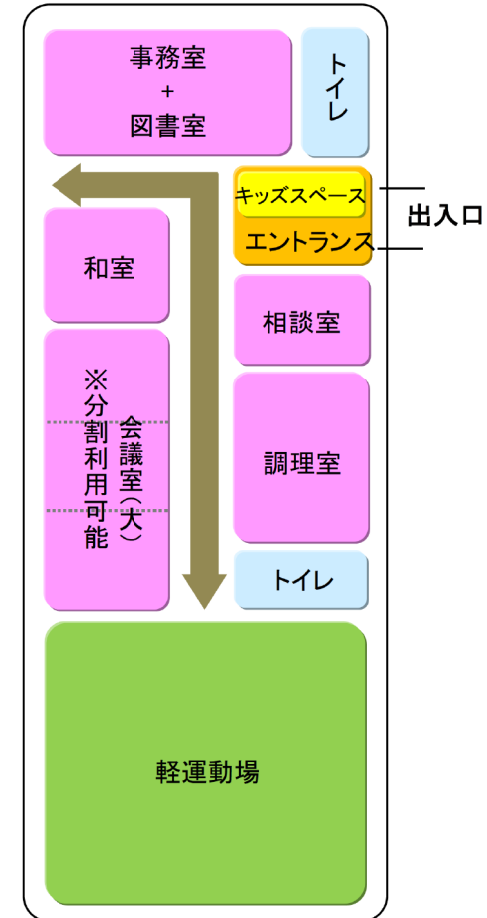 事務室
+
図書室
トイレ
キッズスペース
エントランス
出入口
和室
相談室
会議室(大)
※分割利用可能
調理室
トイレ
軽運動場